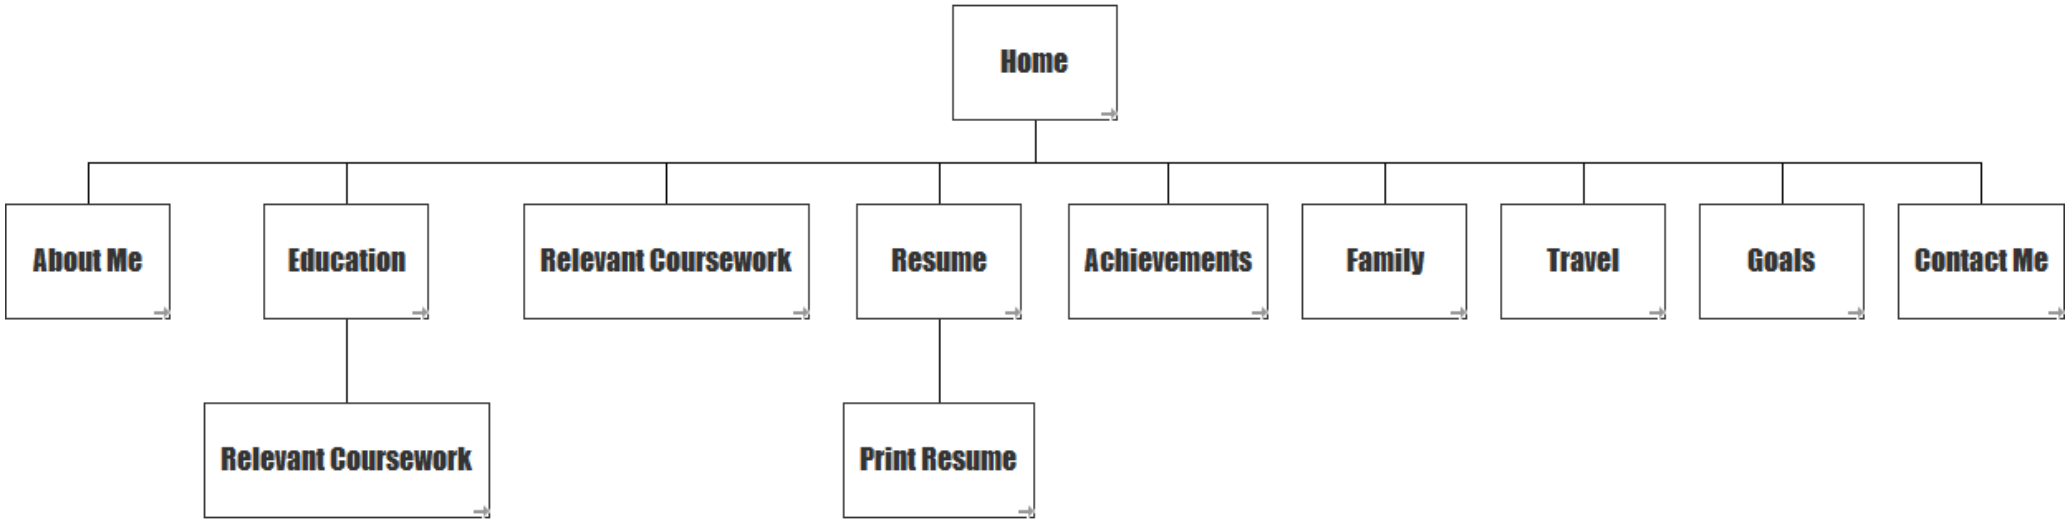 Home
About Me
Education
Relevant Coursework
Resume
Achievements
Family
Travel
Goals
Contact Me
Relevant Coursework
Print Resume